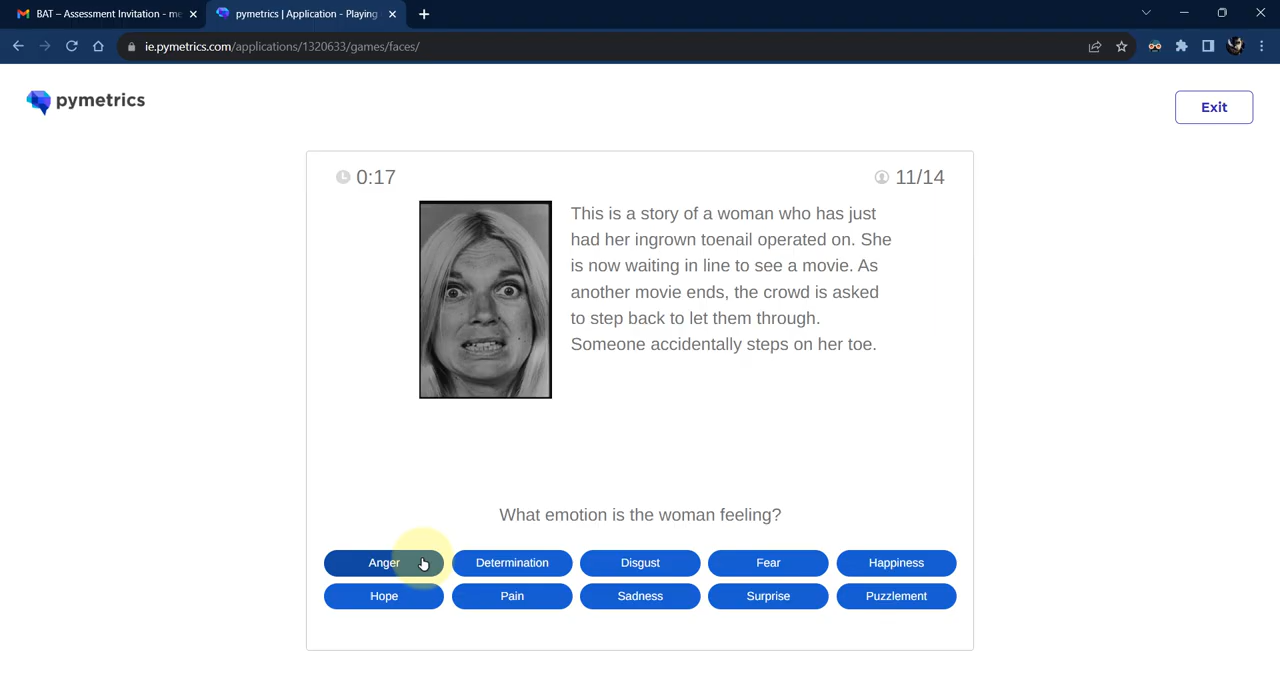 BAT – Assessment Invitation - me
pymetrics | Application - Playing
ie.pymetrics.com/applications/1320633/games/faces/
pymetrics
Exit
0:17
11/14
This is a story of a woman who has just
had her ingrown toenail operated on. She
is now waiting in line to see a movie. As
another movie ends, the crowd is asked
to step back to let them through.
Someone accidentally steps on her toe.
What emotion is the woman feeling?
Anger Determination Disgust Fear Happiness
Hope Pain Sadness Surprise Puzzlement